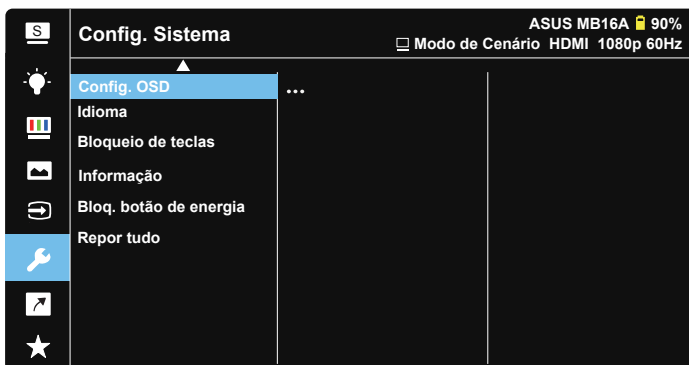 S
Config. Sistema
ASUS MB16A 90%
Modo de Cenário HDMI 1080p 60Hz
Config. OSD
...
Idioma
Bloqueio de teclas
Informação
Bloq. botão de energia
Repor tudo